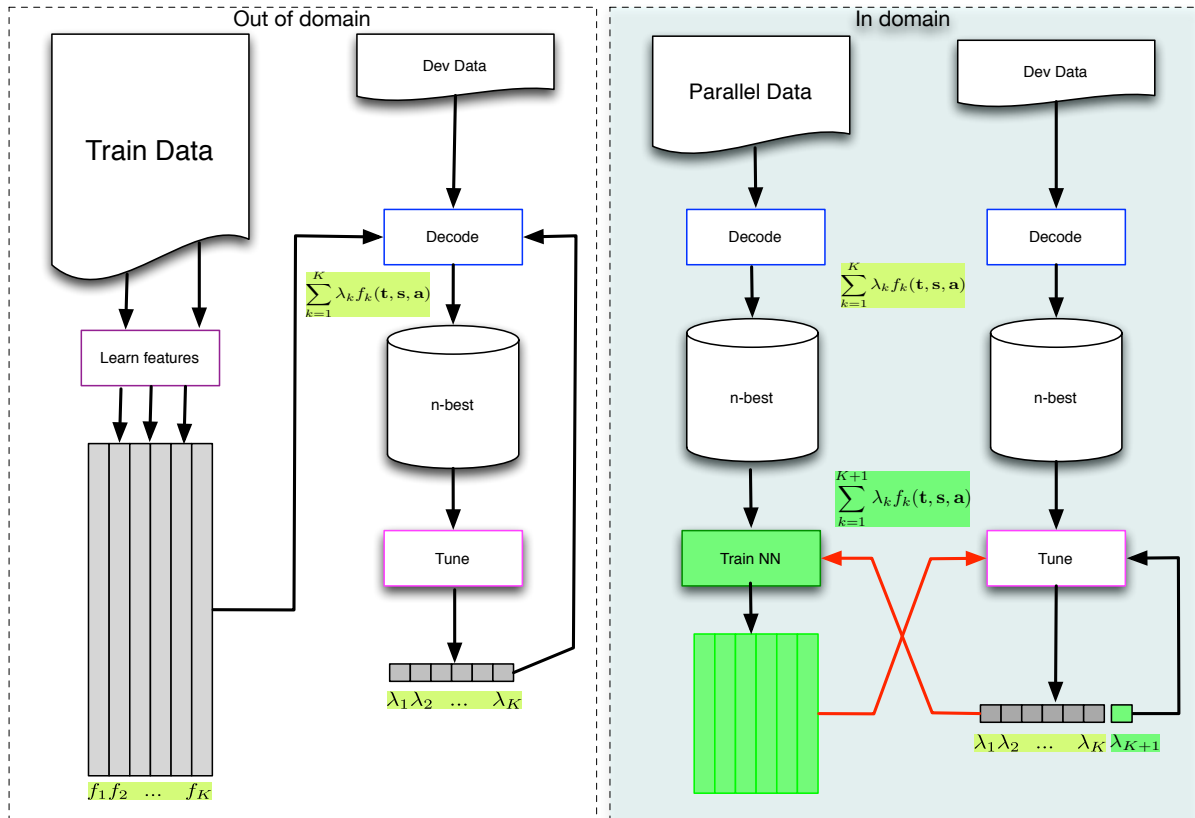 Out of domain
Train Data
Dev Data
Decode
∑_{k=1}^{K} λ_k f_k(t, s, a)
Learn features
n-best
Tune
λ_1 λ_2 ... λ_K
f_1 f_2 ... f_K
In domain
Parallel Data
Dev Data
Decode
Decode
∑_{k=1}^{K} λ_k f_k(t, s, a)
n-best
n-best
∑_{k=1}^{K+1} λ_k f_k(t, s, a)
Train NN
Tune
λ_1 λ_2 ... λ_K λ_{K+1}